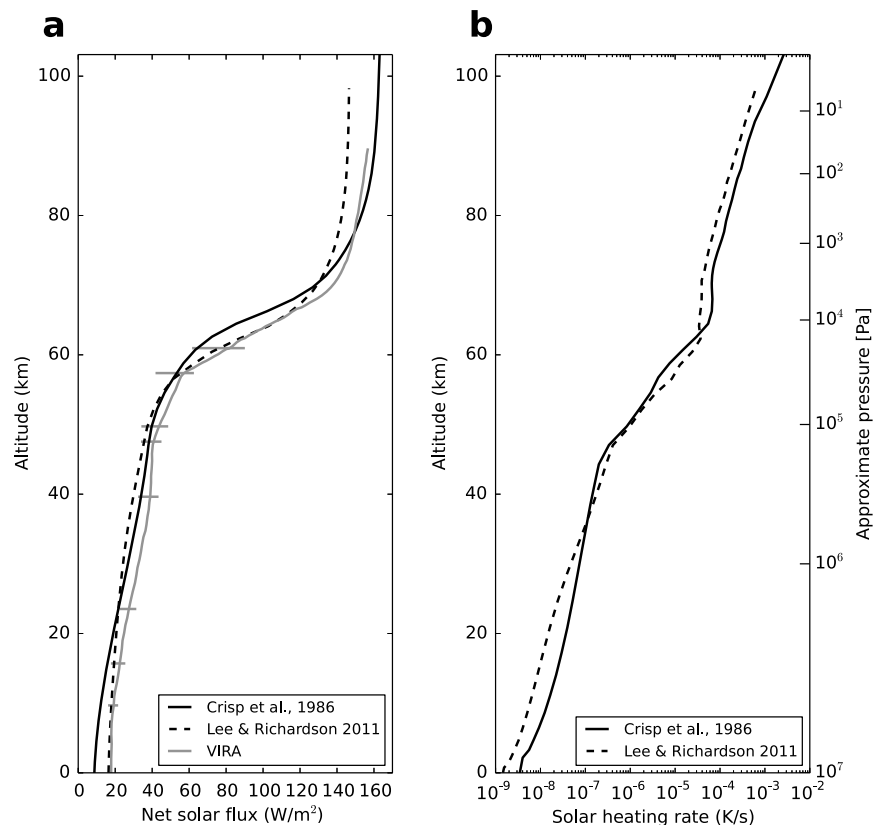 a
100
80
60
40
20
0
Altitude (km)
0 20 40 60 80 100 120 140 160
Net solar flux (W/m²)
Crisp et al., 1986
Lee & Richardson 2011
VIRA
b
100
80
60
40
20
0
Altitude (km)
10⁻⁹ 10⁻⁸ 10⁻⁷ 10⁻⁶ 10⁻⁵ 10⁻⁴ 10⁻³ 10⁻²
Solar heating rate (K/s)
Crisp et al., 1986
Lee & Richardson 2011
10¹
10²
10³
10⁴
10⁵
10⁶
10⁷
Approximate pressure [Pa]